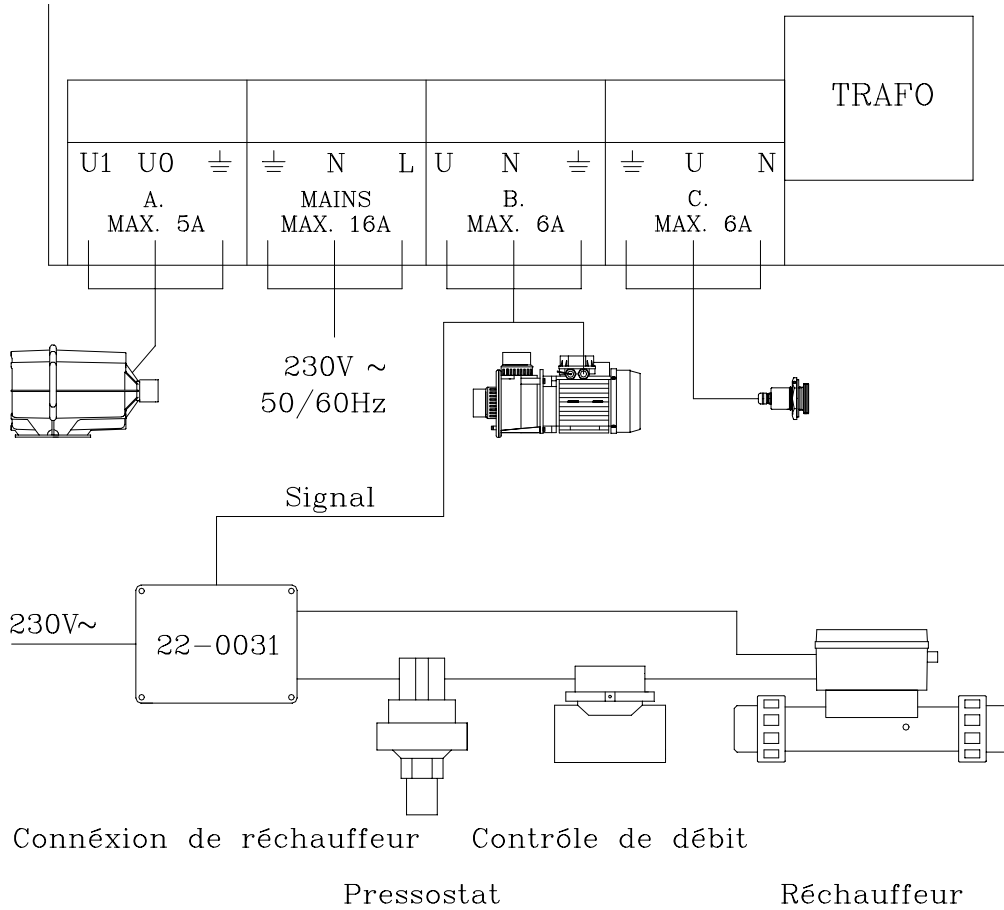 TRAFO
U1 U0 N L U N U N
A. MAINS B. C.
MAX. 5A MAX. 16A MAX. 6A MAX. 6A
230V ~
50/60Hz
Signal
230V~
22-0031
Connéxion de réchauffeur Contrôle de débit
Pressostat Réchauffeur